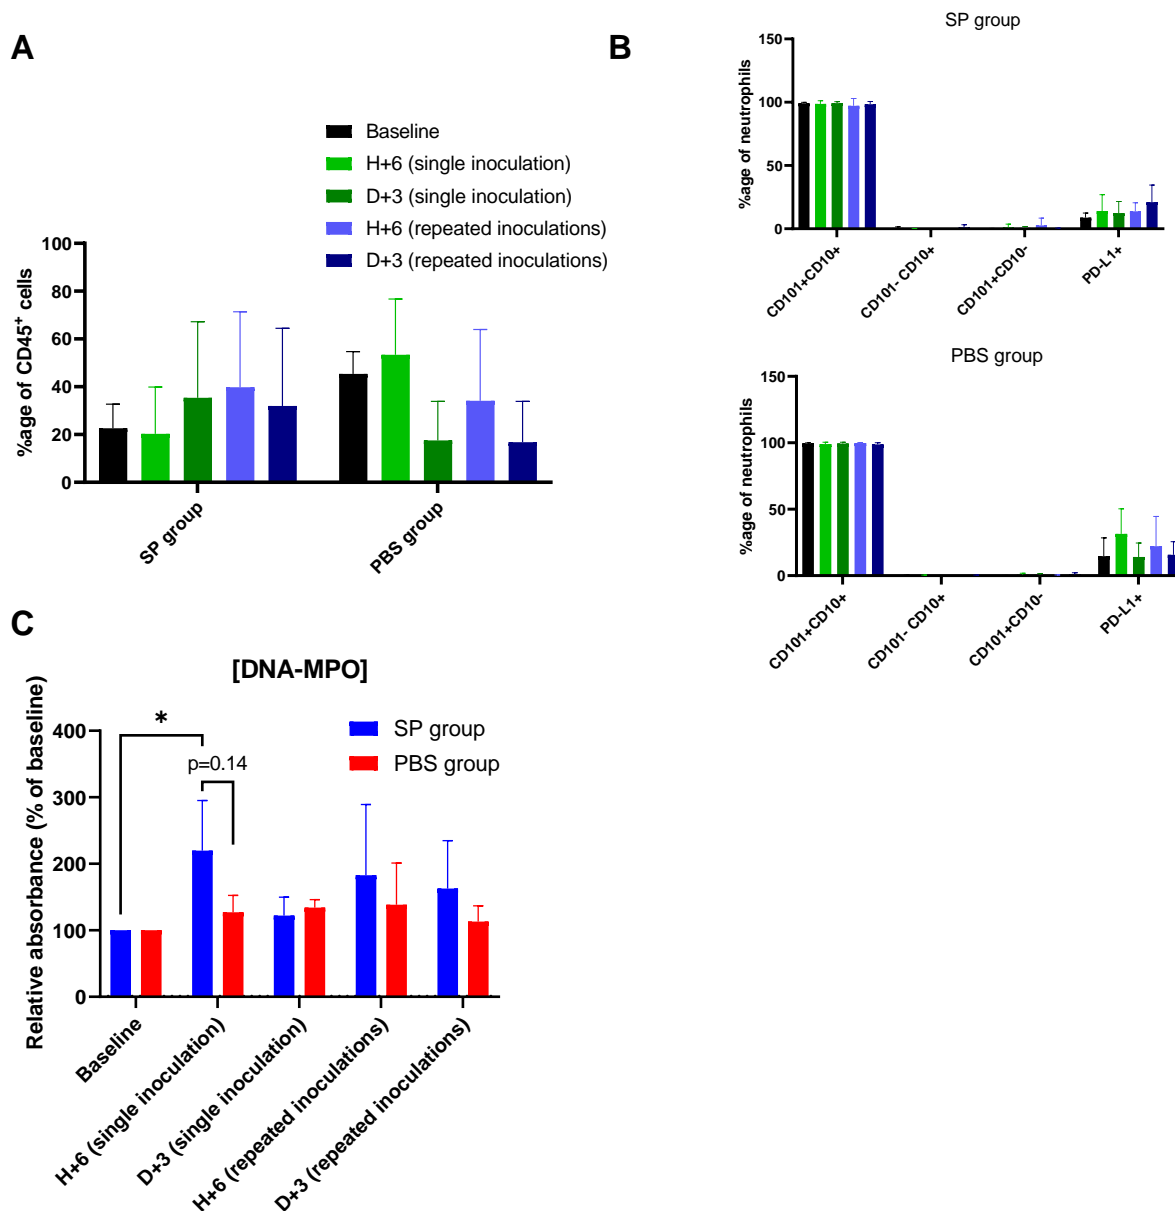 A
Baseline
H+6 (single inoculation)
D+3 (single inoculation)
H+6 (repeated inoculations)
D+3 (repeated inoculations)
%age of CD45+ cells
100
80
60
40
20
0
SP group
PBS group
B
SP group
%age of neutrophils
150
100
50
0
CD101+CD10+
CD101- CD10+
CD101+CD10-
PD-L1+
PBS group
%age of neutrophils
150
100
50
0
CD101+CD10+
CD101- CD10+
CD101+CD10-
PD-L1+
C
[DNA-MPO]
SP group
PBS group
*
p=0.14
Relative absorbance (% of baseline)
400
300
200
100
0
Baseline
H+6 (single inoculation)
D+3 (single inoculation)
H+6 (repeated inoculations)
D+3 (repeated inoculations)